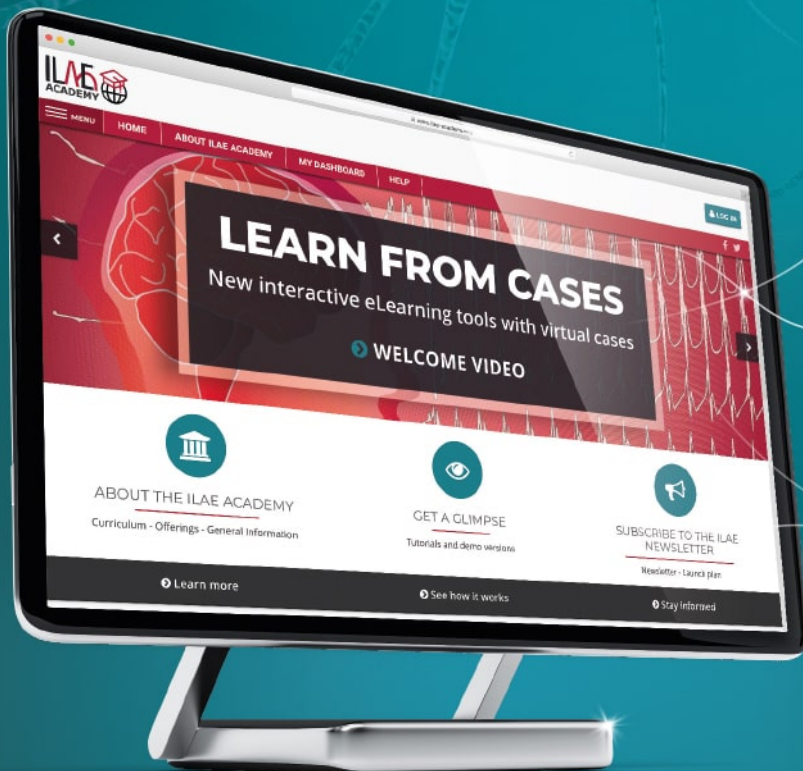 ILAE
ACADEMY
MENU
HOME
ABOUT ILAE ACADEMY
MY DASHBOARD
HELP
LOG IN
LEARN FROM CASES
New interactive eLearning tools with virtual cases
WELCOME VIDEO
ABOUT THE ILAE ACADEMY
Curriculum - Offerings - General Information
GET A GLIMPSE
Tutorials and demo versions
SUBSCRIBE TO THE ILAE
NEWSLETTER
Newsletter - Launch plan
Learn more
See how it works
Stay informed